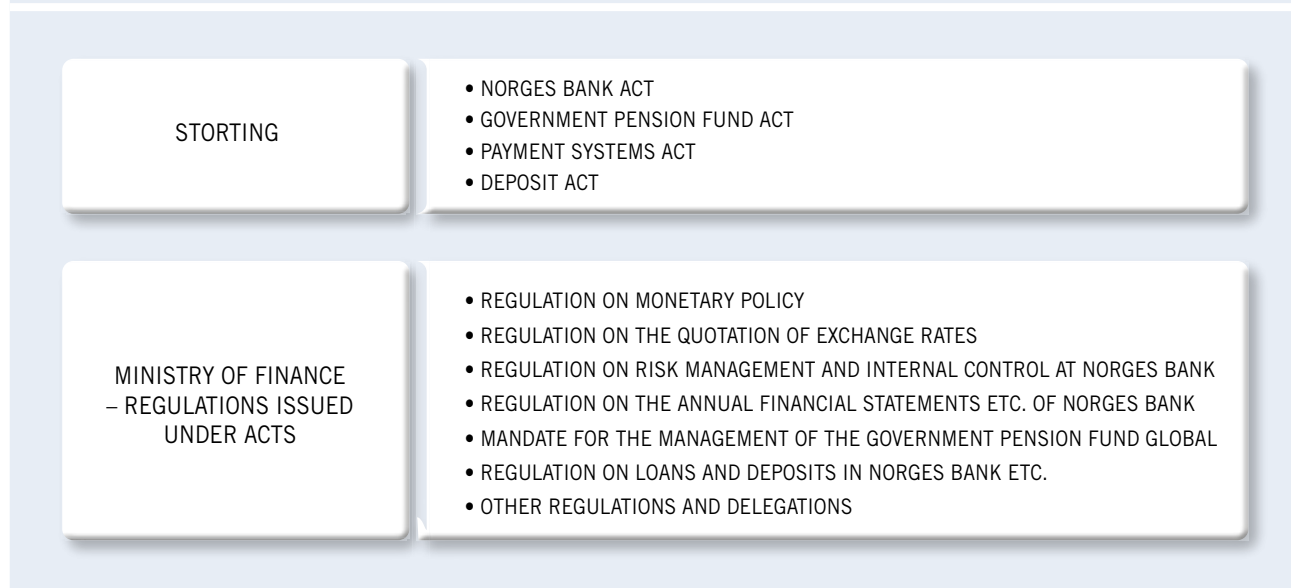 STORTING
• NORGES BANK ACT
• GOVERNMENT PENSION FUND ACT
• PAYMENT SYSTEMS ACT
• DEPOSIT ACT
MINISTRY OF FINANCE
– REGULATIONS ISSUED
UNDER ACTS
• REGULATION ON MONETARY POLICY
• REGULATION ON THE QUOTATION OF EXCHANGE RATES
• REGULATION ON RISK MANAGEMENT AND INTERNAL CONTROL AT NORGES BANK
• REGULATION ON THE ANNUAL FINANCIAL STATEMENTS ETC. OF NORGES BANK
• MANDATE FOR THE MANAGEMENT OF THE GOVERNMENT PENSION FUND GLOBAL
• REGULATION ON LOANS AND DEPOSITS IN NORGES BANK ETC.
• OTHER REGULATIONS AND DELEGATIONS